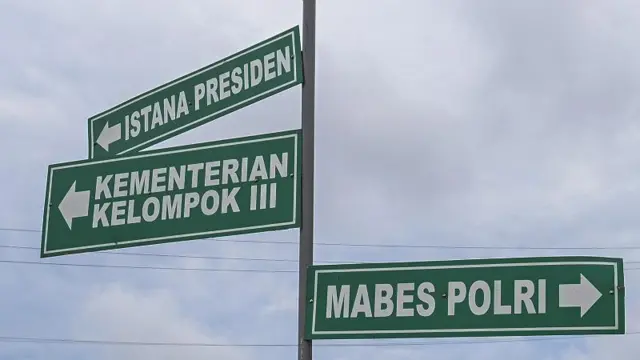 ISTANA PRESIDEN
KEMENTERIAN
KELOMPOK III
MABES POLRI